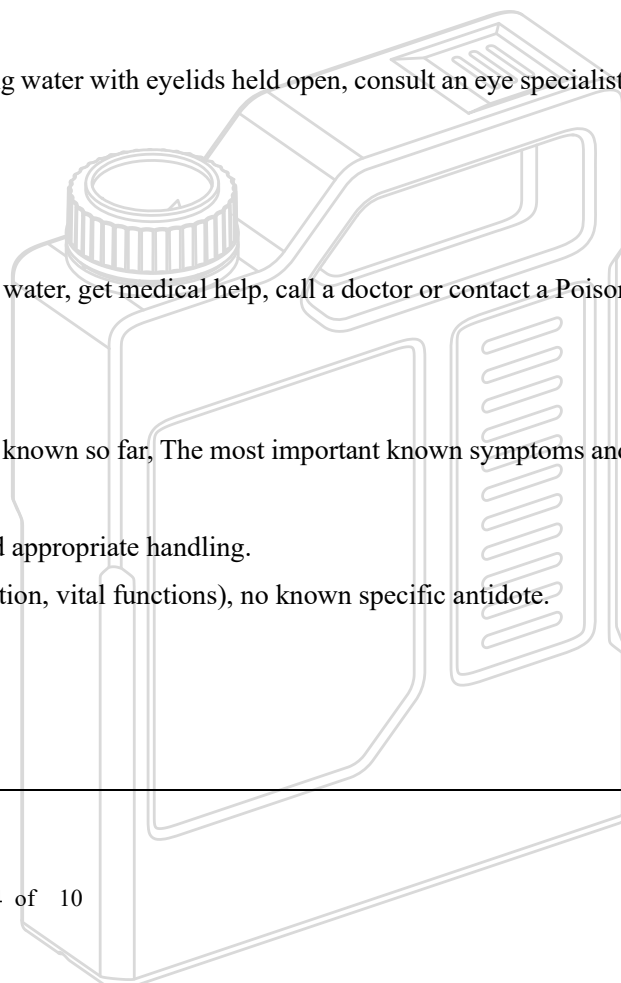 g water with eyelids held open, consult an eye specialist
water, get medical help, call a doctor or contact a Poison
known so far, The most important known symptoms and
appropriate handling.
tion, vital functions), no known specific antidote.
of 10